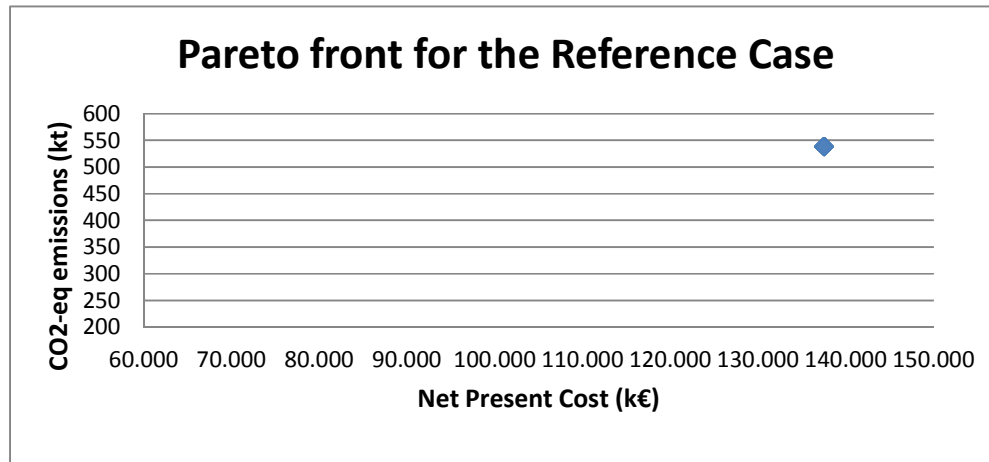 Pareto front for the Reference Case
CO2-eq emissions (kt)
600
550
500
450
400
350
300
250
200
60.000 70.000 80.000 90.000 100.000 110.000 120.000 130.000 140.000 150.000
Net Present Cost (k€)